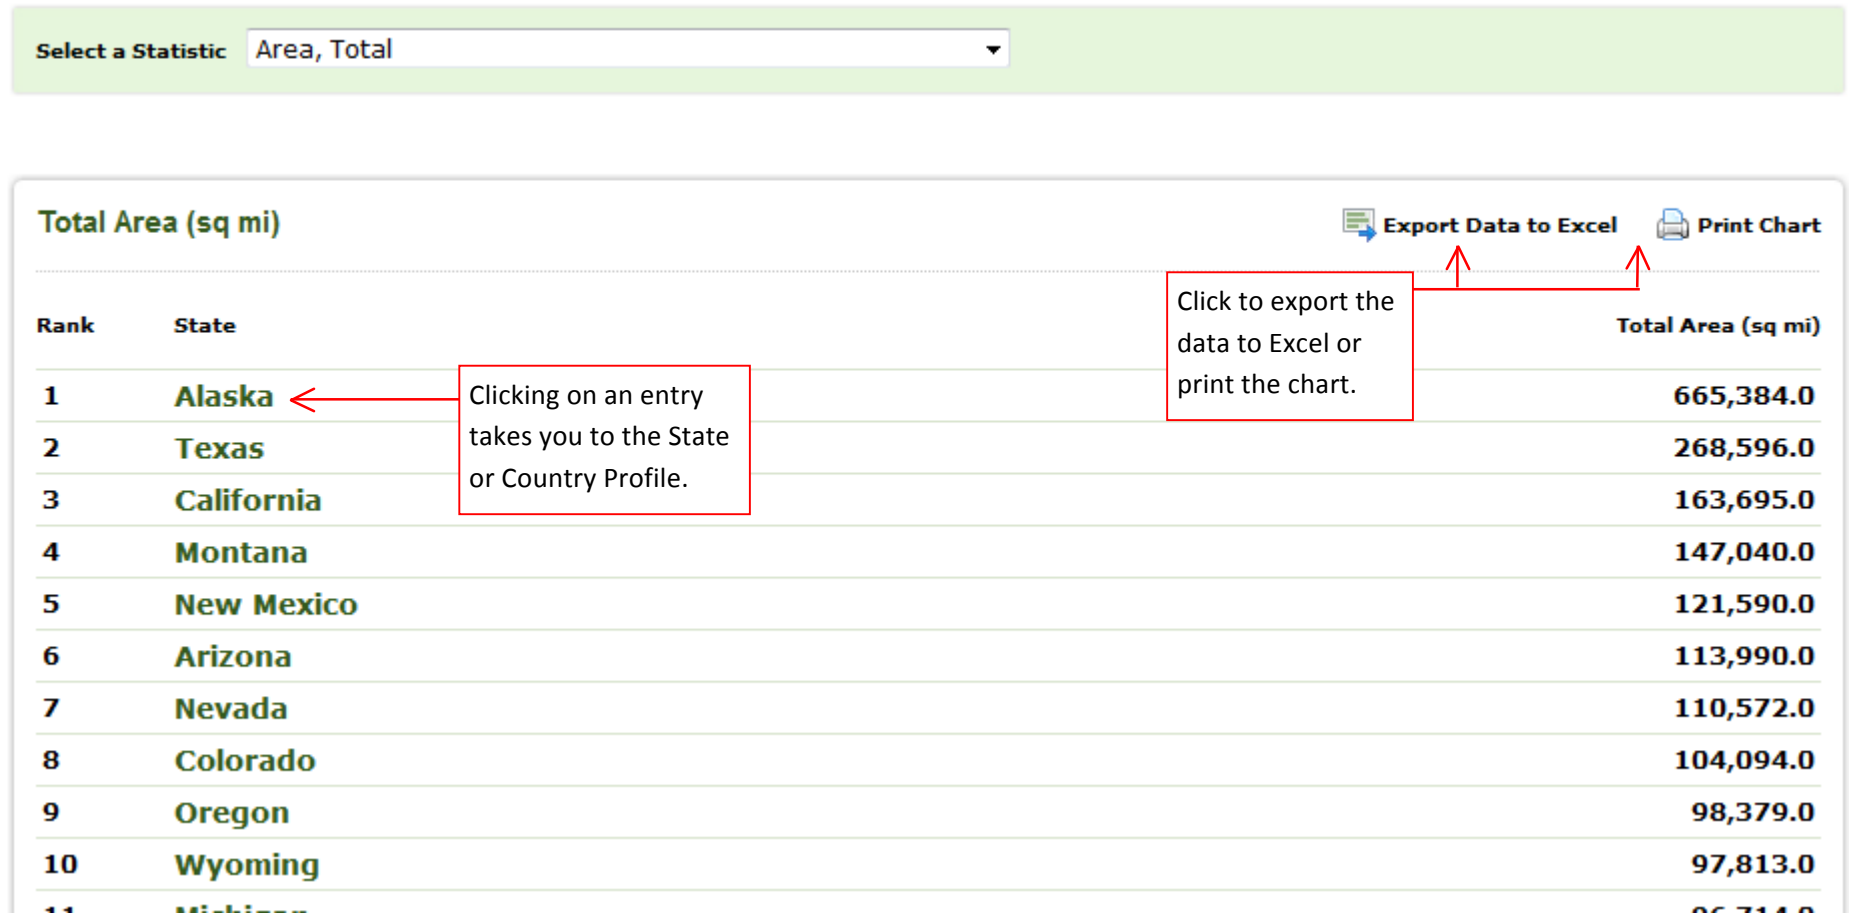 Select a Statistic Area, Total
Total Area (sq mi) Export Data to Excel Print Chart
Click to export the
data to Excel or
print the chart.
Rank State Total Area (sq mi)
Clicking on an entry
takes you to the State
or Country Profile.
1 Alaska 665,384.0
2 Texas 268,596.0
3 California 163,695.0
4 Montana 147,040.0
5 New Mexico 121,590.0
6 Arizona 113,990.0
7 Nevada 110,572.0
8 Colorado 104,094.0
9 Oregon 98,379.0
10 Wyoming 97,813.0
11 Michigan